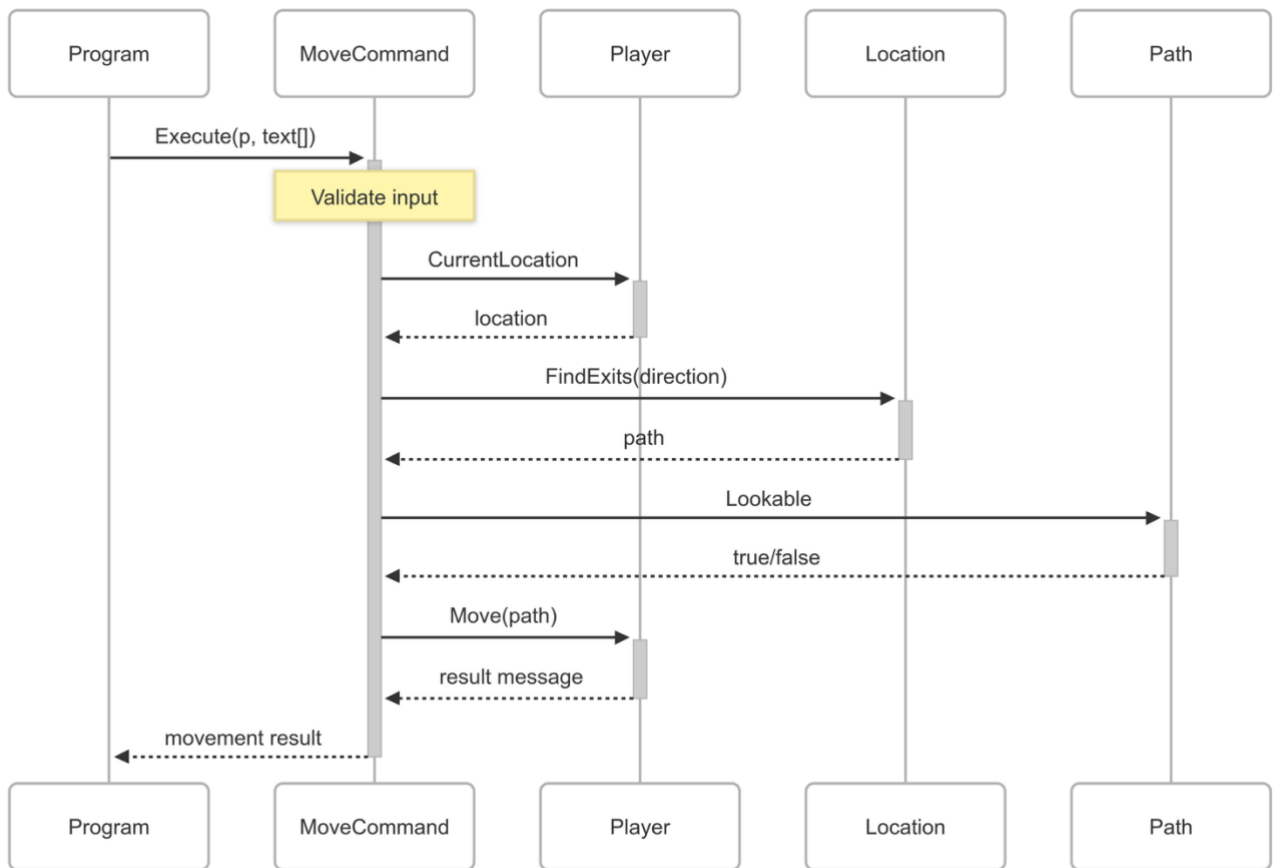 Program
MoveCommand
Player
Location
Path
Execute(p, text[])
Validate input
CurrentLocation
location
FindExits(direction)
path
Lookable
true/false
Move(path)
result message
movement result
Program
MoveCommand
Player
Location
Path